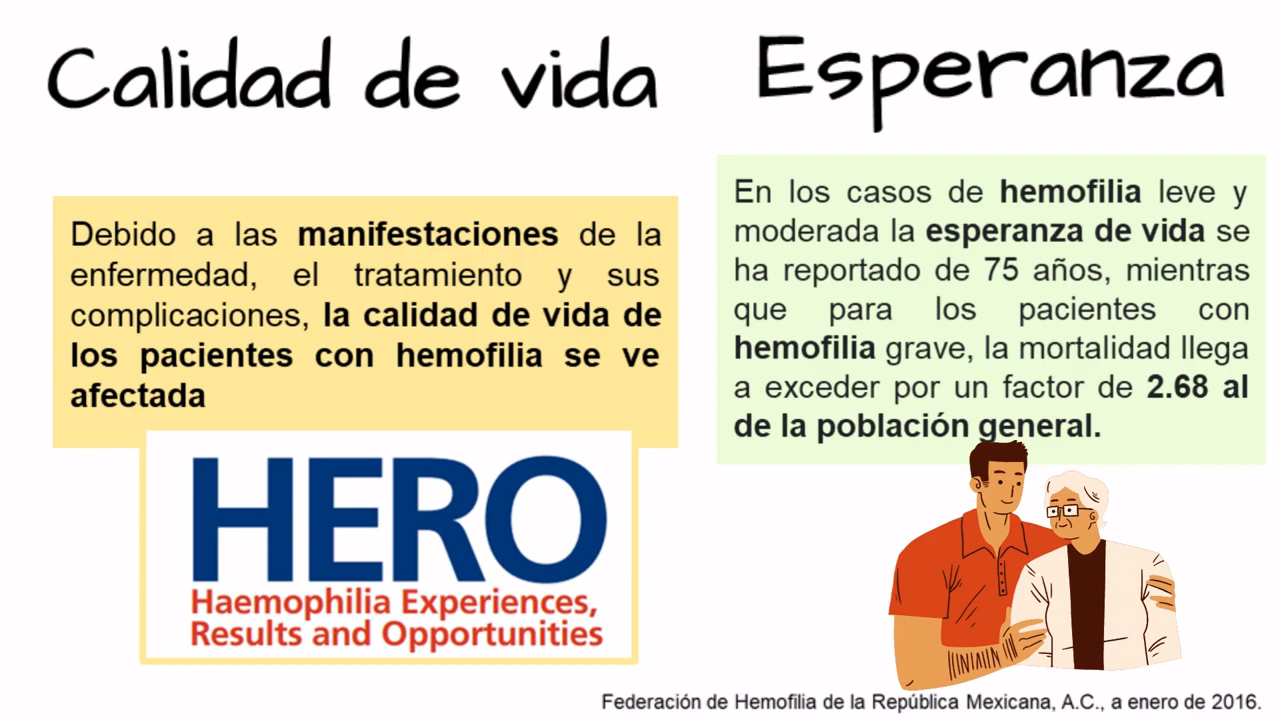 Calidad de vida
Debido a las manifestaciones de la
enfermedad, el tratamiento y sus
complicaciones, la calidad de vida de
los pacientes con hemofilia se ve
afectada
HERO
Haemophilia Experiences,
Results and Opportunities
Esperanza
En los casos de hemofilia leve y
moderada la esperanza de vida se
ha reportado de 75 años, mientras
que para los pacientes con
hemofilia grave, la mortalidad llega
a exceder por un factor de 2.68 al
de la población general.
Federación de Hemofilia de la República Mexicana, A.C., a enero de 2016.